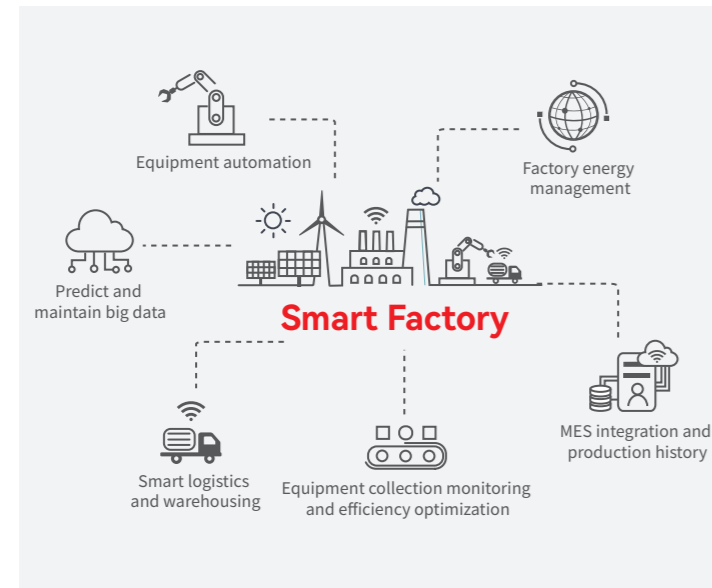 Equipment automation
Factory energy
management
Predict and
maintain big data
Smart Factory
MES integration and
production history
Smart logistics
and warehousing
Equipment collection monitoring
and efficiency optimization